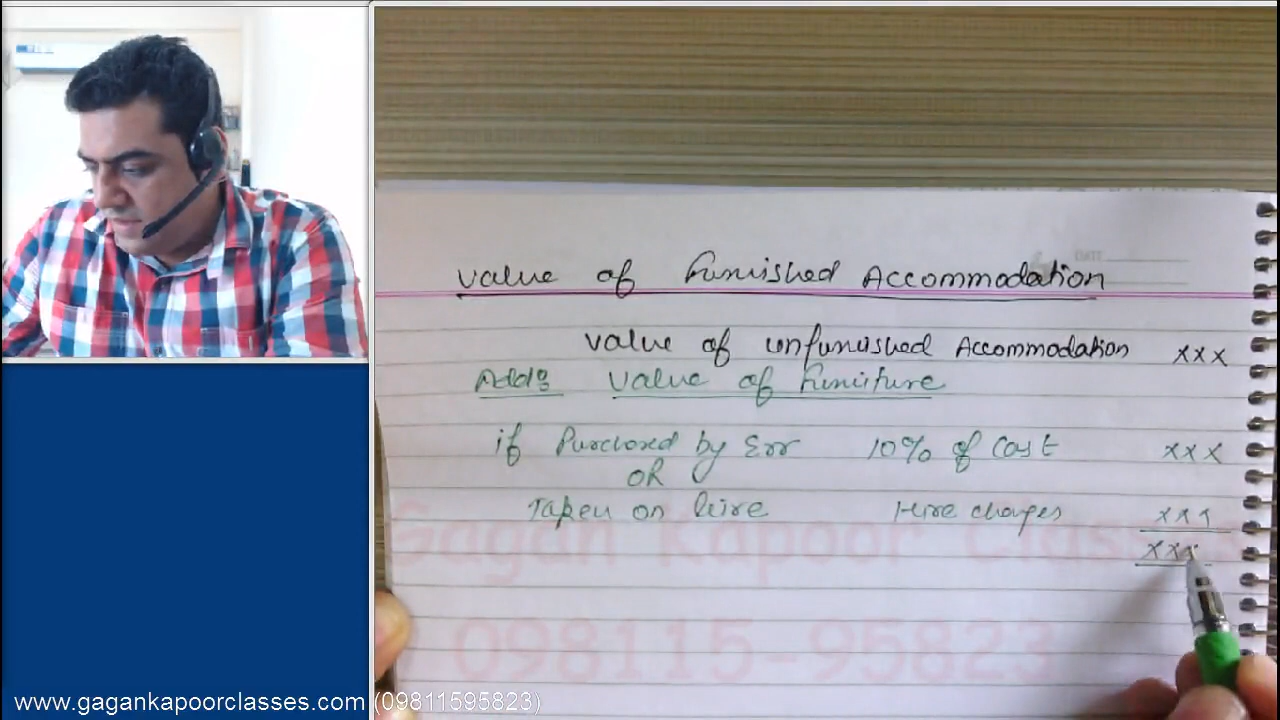 DATE
Value of Furnished Accommodation
Value of unfurnished Accommodation xxx
Add: Value of Furniture
if Purchased by Err 10% of Cost xxx
OR
Taken on hire Hire charges xxx
xxx
Gagan Kapoor Classes
098115-95823
www.gagankapoorclasses.com (09811595823)